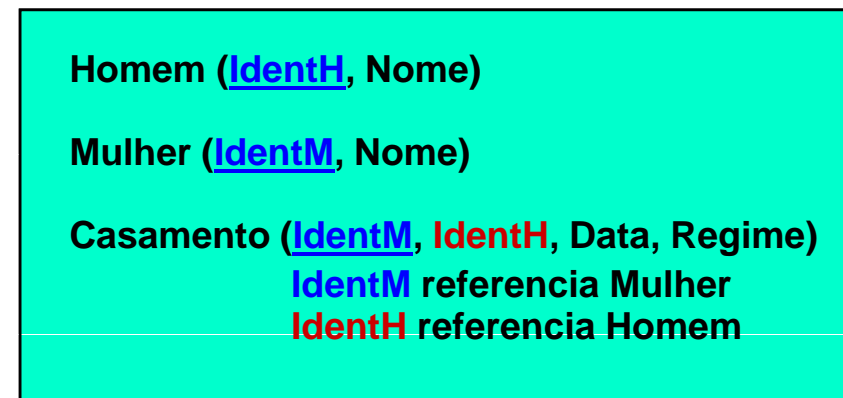 Homem (IdentH, Nome)
Mulher (IdentM, Nome)
Casamento (IdentM, IdentH, Data, Regime)
IdentM referencia Mulher
IdentH referencia Homem